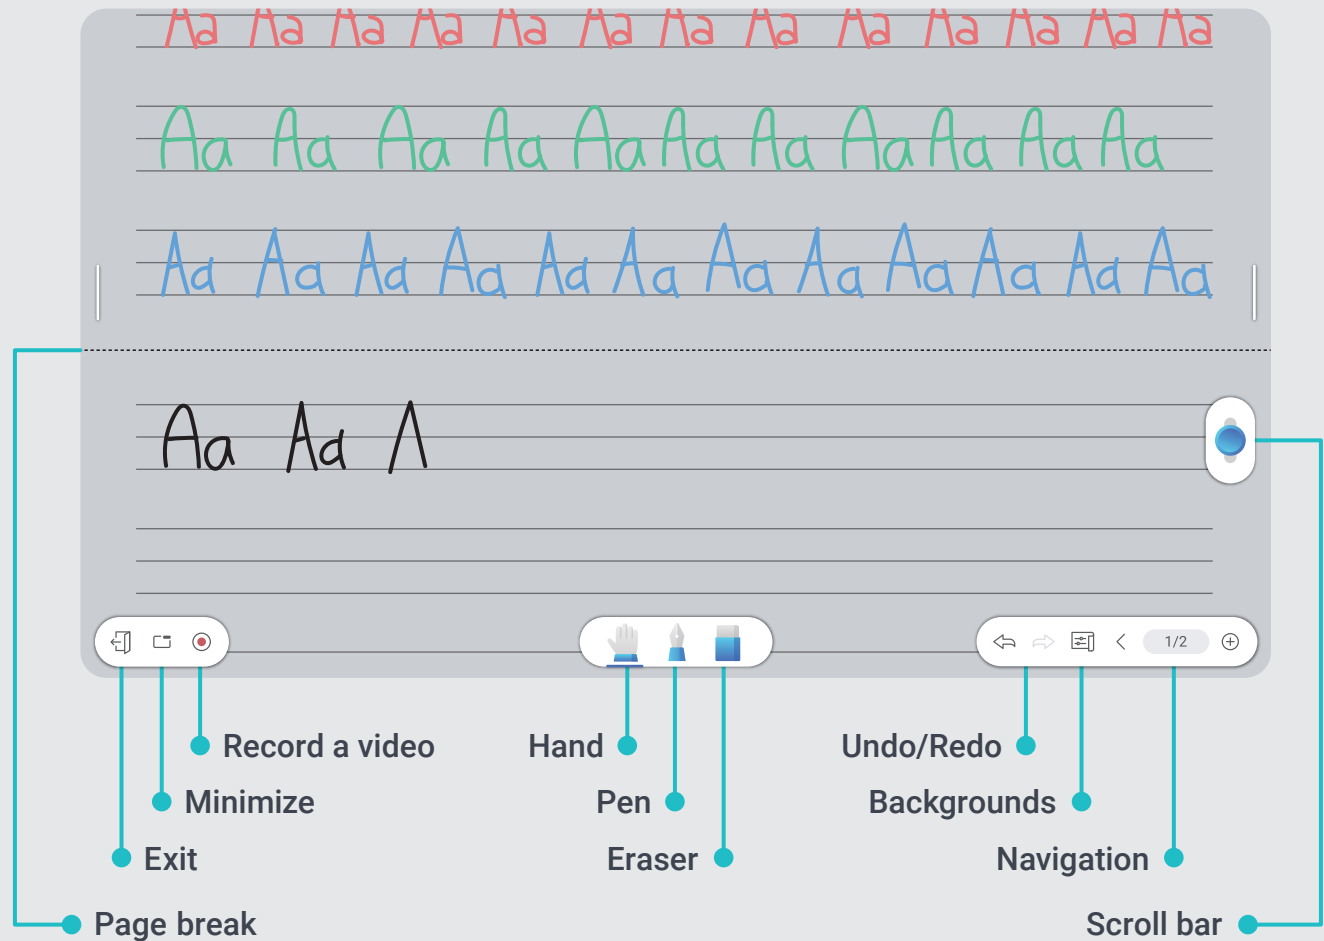 Aa Aa Aa Aa Aa Aa Aa Aa Aa Aa Aa Aa Aa
Aa Aa Aa Aa Aa Aa Aa Aa Aa Aa Aa
Aa Aa Aa Aa Aa Aa Aa Aa Aa Aa Aa Aa
Aa Aa Λ
1/2
Record a video Hand Undo/Redo
Minimize Pen Backgrounds
Exit Eraser Navigation
Page break Scroll bar